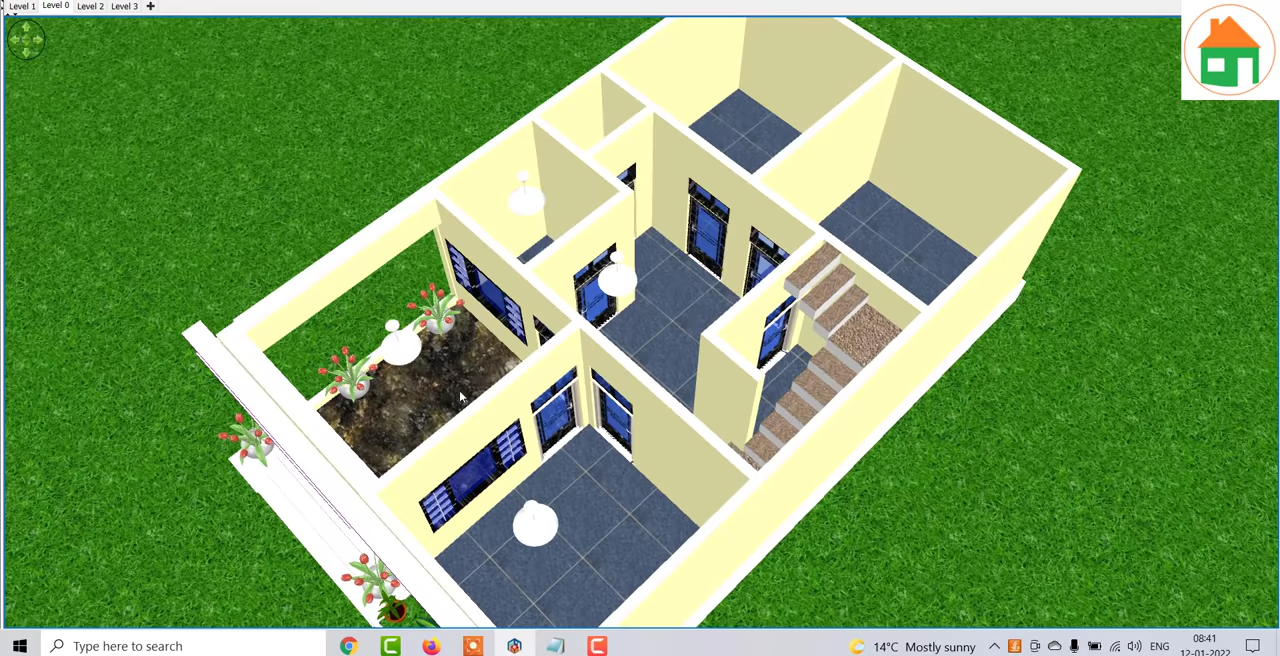 Level 1 Level 0 Level 2 Level 3
Type here to search
14°C Mostly sunny
ENG
08:41
12-01-2022